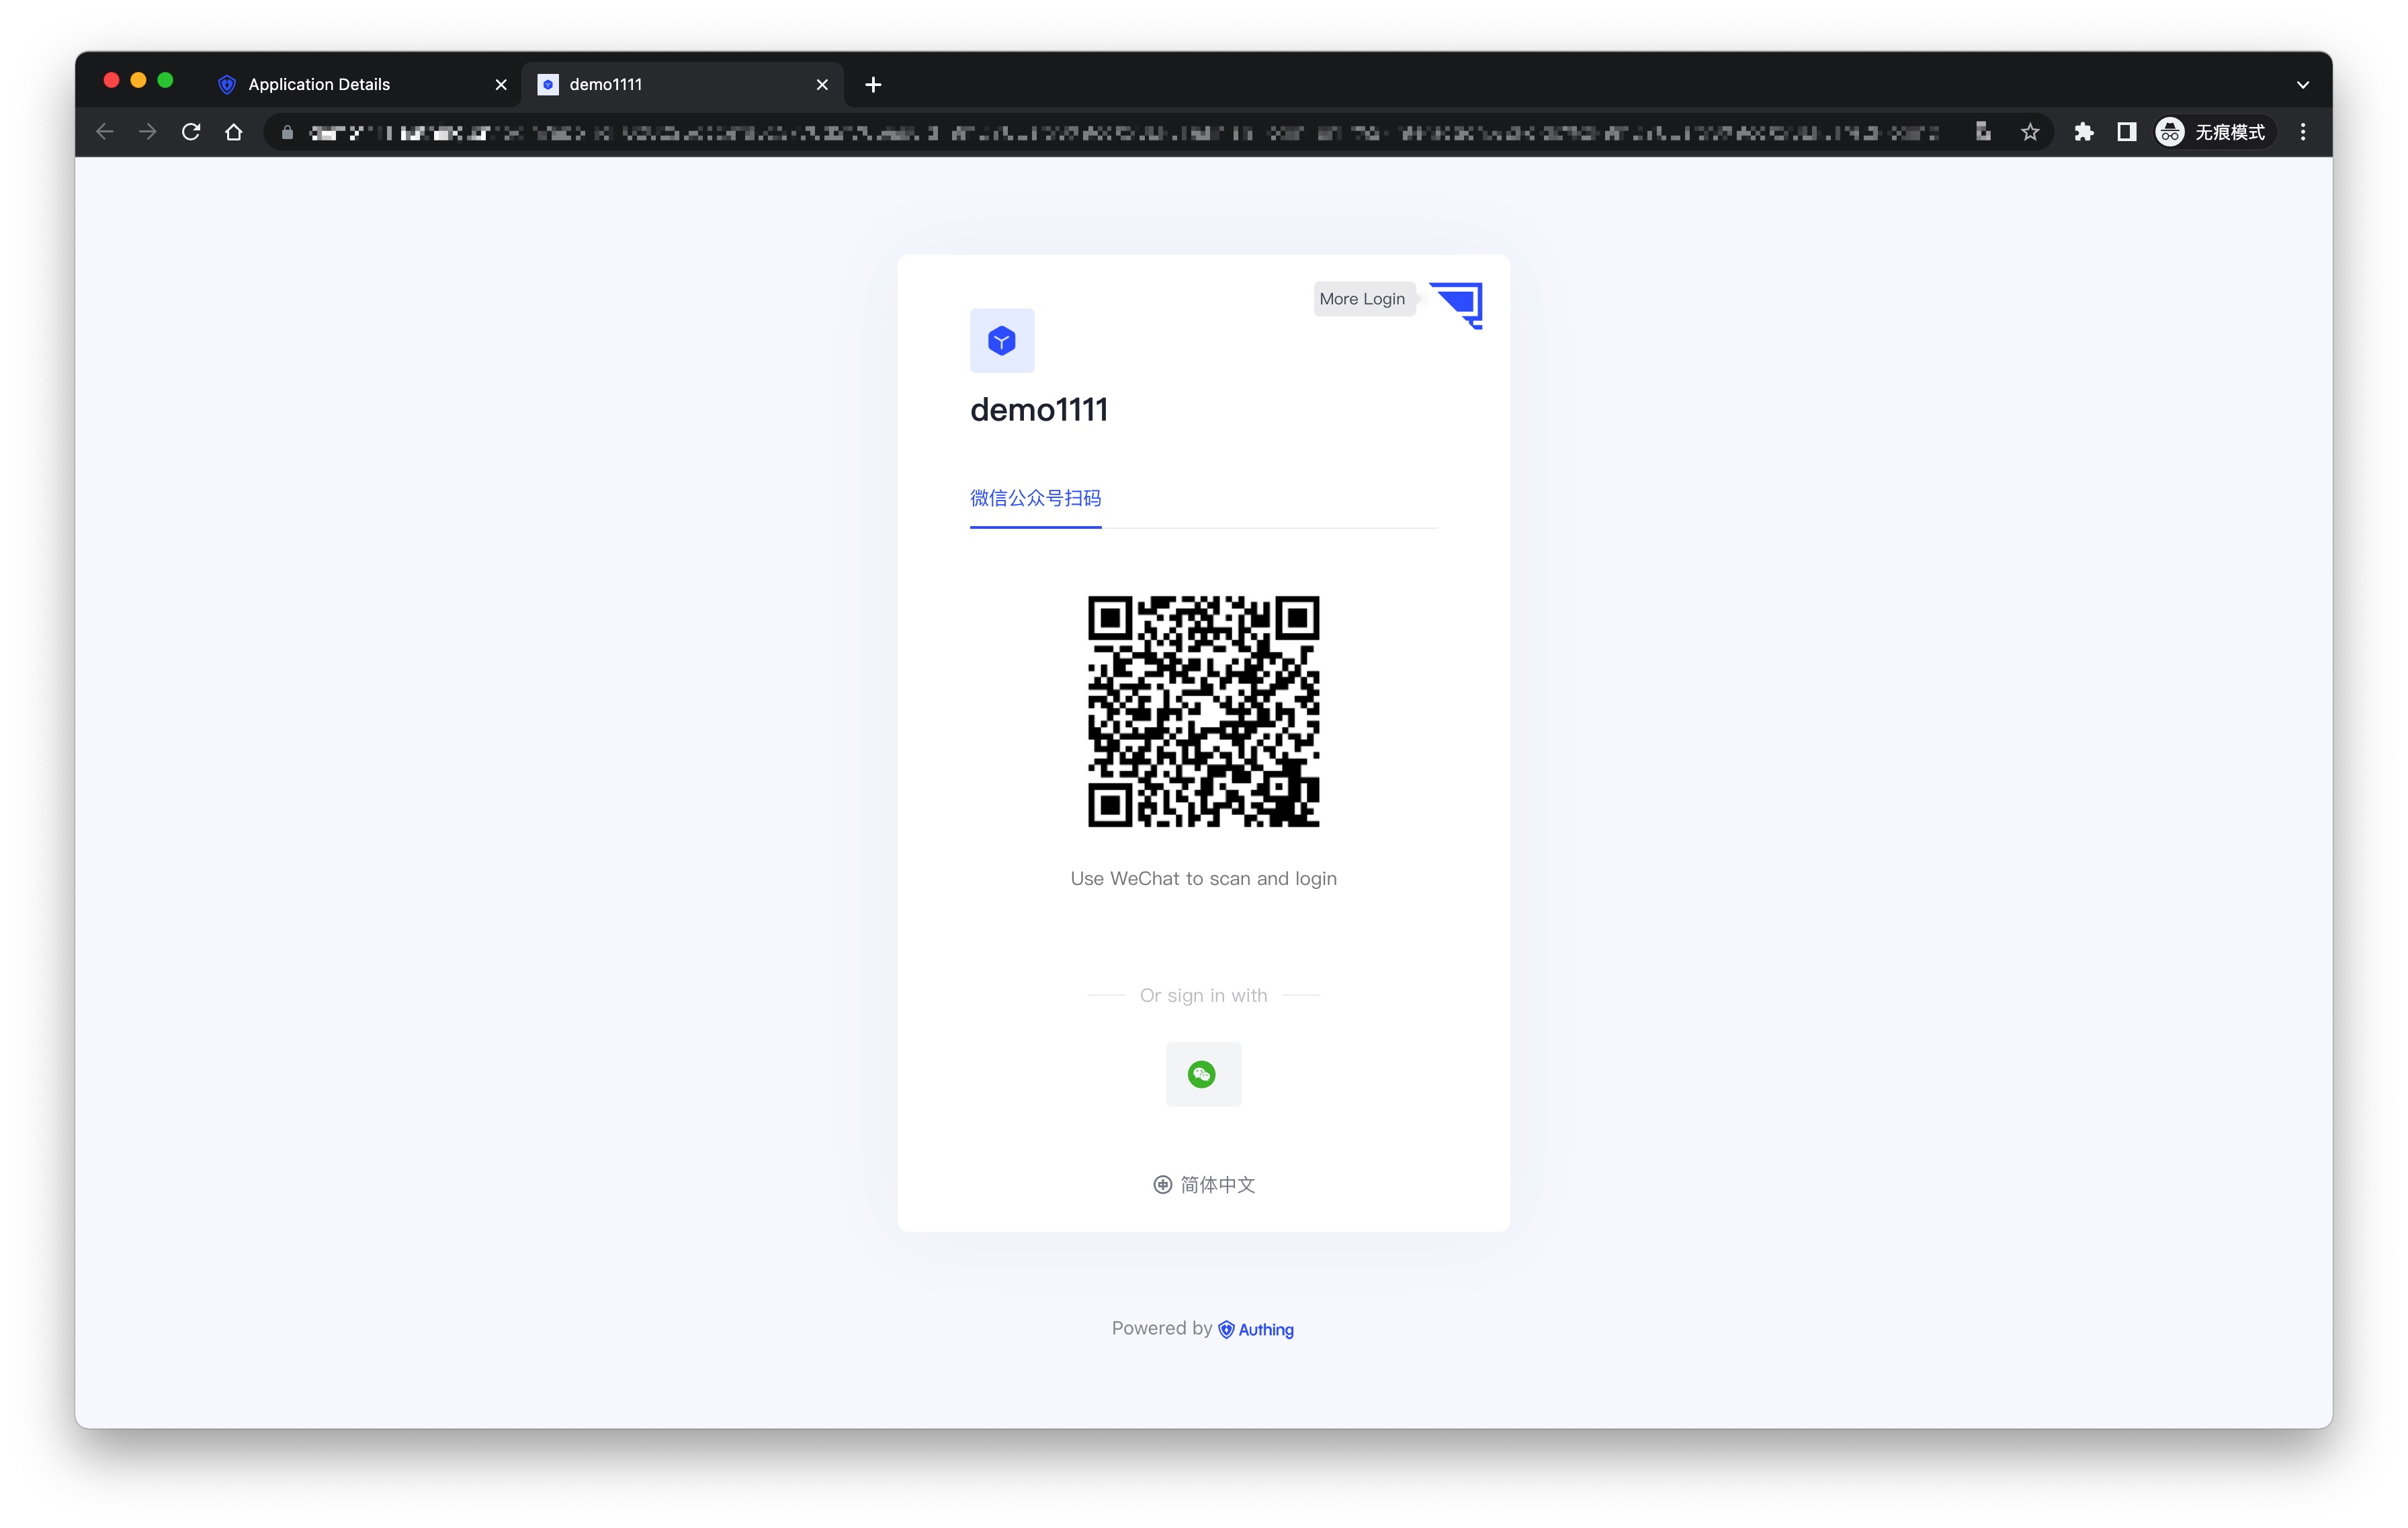 Application Details
demo1111
无痕模式
More Login
demo1111
微信公众号扫码
Use WeChat to scan and login
Or sign in with
简体中文
Powered by Authing